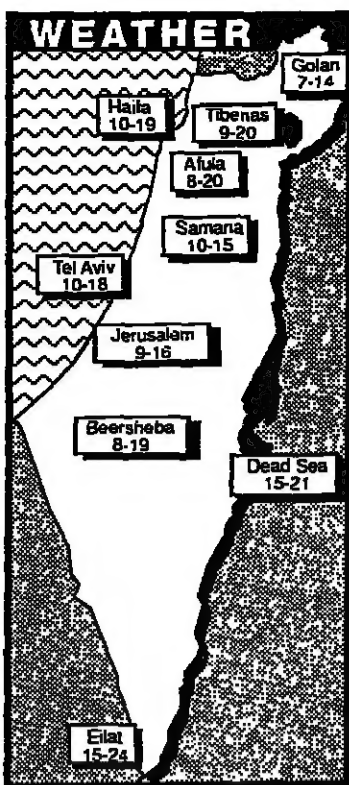 WEATHER
Golan
7-14
Haifa
10-19
Tiberias
9-20
Afula
8-20
Samaria
10-15
Tel Aviv
10-18
Jerusalem
9-16
Beersheba
8-19
Dead Sea
15-21
Eilat
15-24